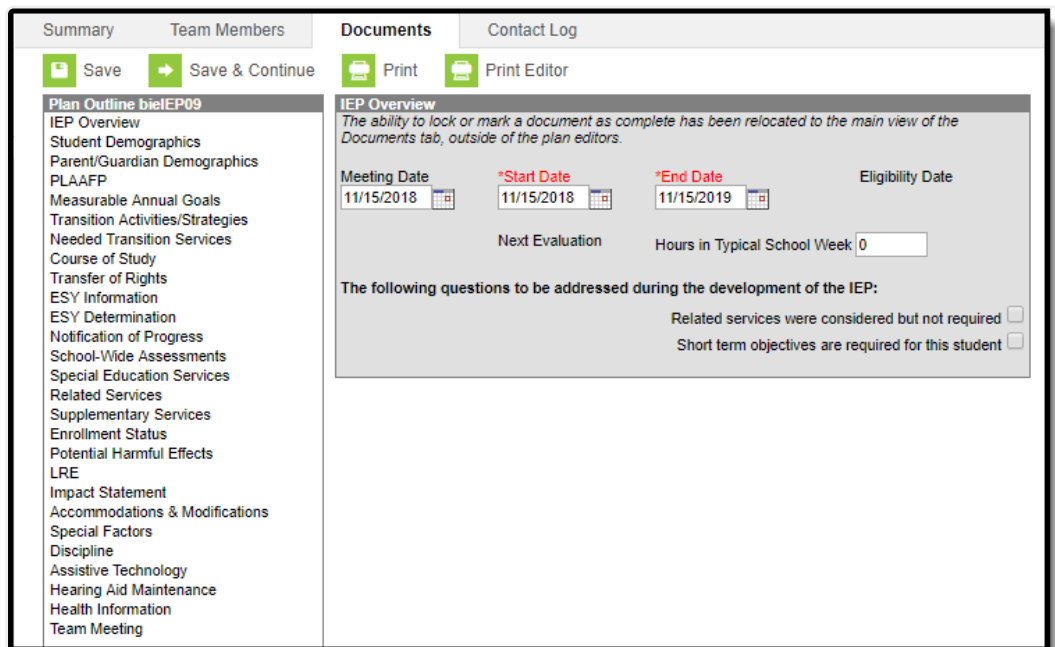 Summary Team Members Documents Contact Log
Save Save & Continue Print Print Editor
Plan Outline bieIEP09
IEP Overview
Student Demographics
Parent/Guardian Demographics
PLAAFP
Measurable Annual Goals
Transition Activities/Strategies
Needed Transition Services
Course of Study
Transfer of Rights
ESY Information
ESY Determination
Notification of Progress
School-Wide Assessments
Special Education Services
Related Services
Supplementary Services
Enrollment Status
Potential Harmful Effects
LRE
Impact Statement
Accommodations & Modifications
Special Factors
Discipline
Assistive Technology
Hearing Aid Maintenance
Health Information
Team Meeting
IEP Overview
The ability to lock or mark a document as complete has been relocated to the main view of the
Documents tab, outside of the plan editors.
Meeting Date *Start Date *End Date Eligibility Date
11/15/2018 11/15/2018 11/15/2019
Next Evaluation Hours in Typical School Week 0
The following questions to be addressed during the development of the IEP:
Related services were considered but not required
Short term objectives are required for this student